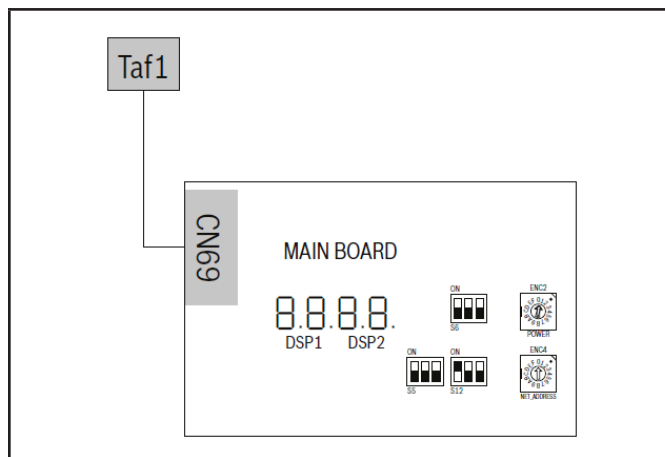 Taf1
CN69
MAIN BOARD
8.8.8.8.
DSP1 DSP2
ON
S6
ENC2
POWER
ON
S5
ON
S12
ENC4
NET_ADDRESS